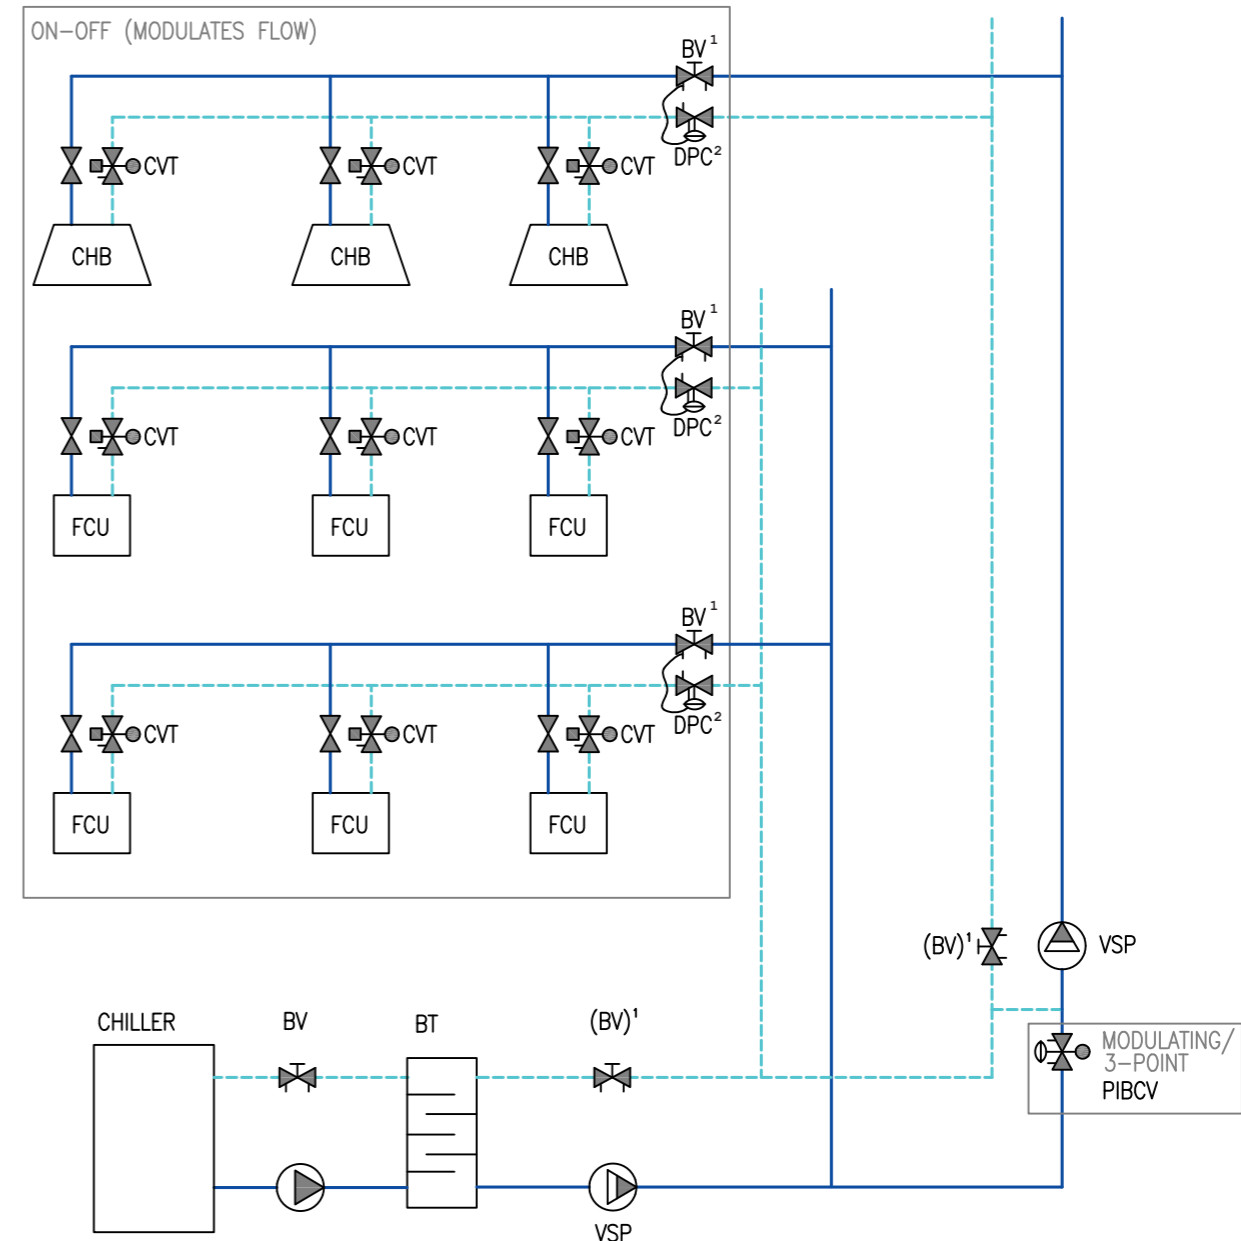 ON-OFF (MODULATES FLOW)
BV¹
DPC²
CVT CVT CVT
CHB CHB CHB
BV¹
DPC²
CVT CVT CVT
FCU FCU FCU
BV¹
DPC²
CVT CVT CVT
FCU FCU FCU
(BV)¹ VSP
CHILLER BV BT (BV)¹
MODULATING/
3-POINT
PIBCV
VSP